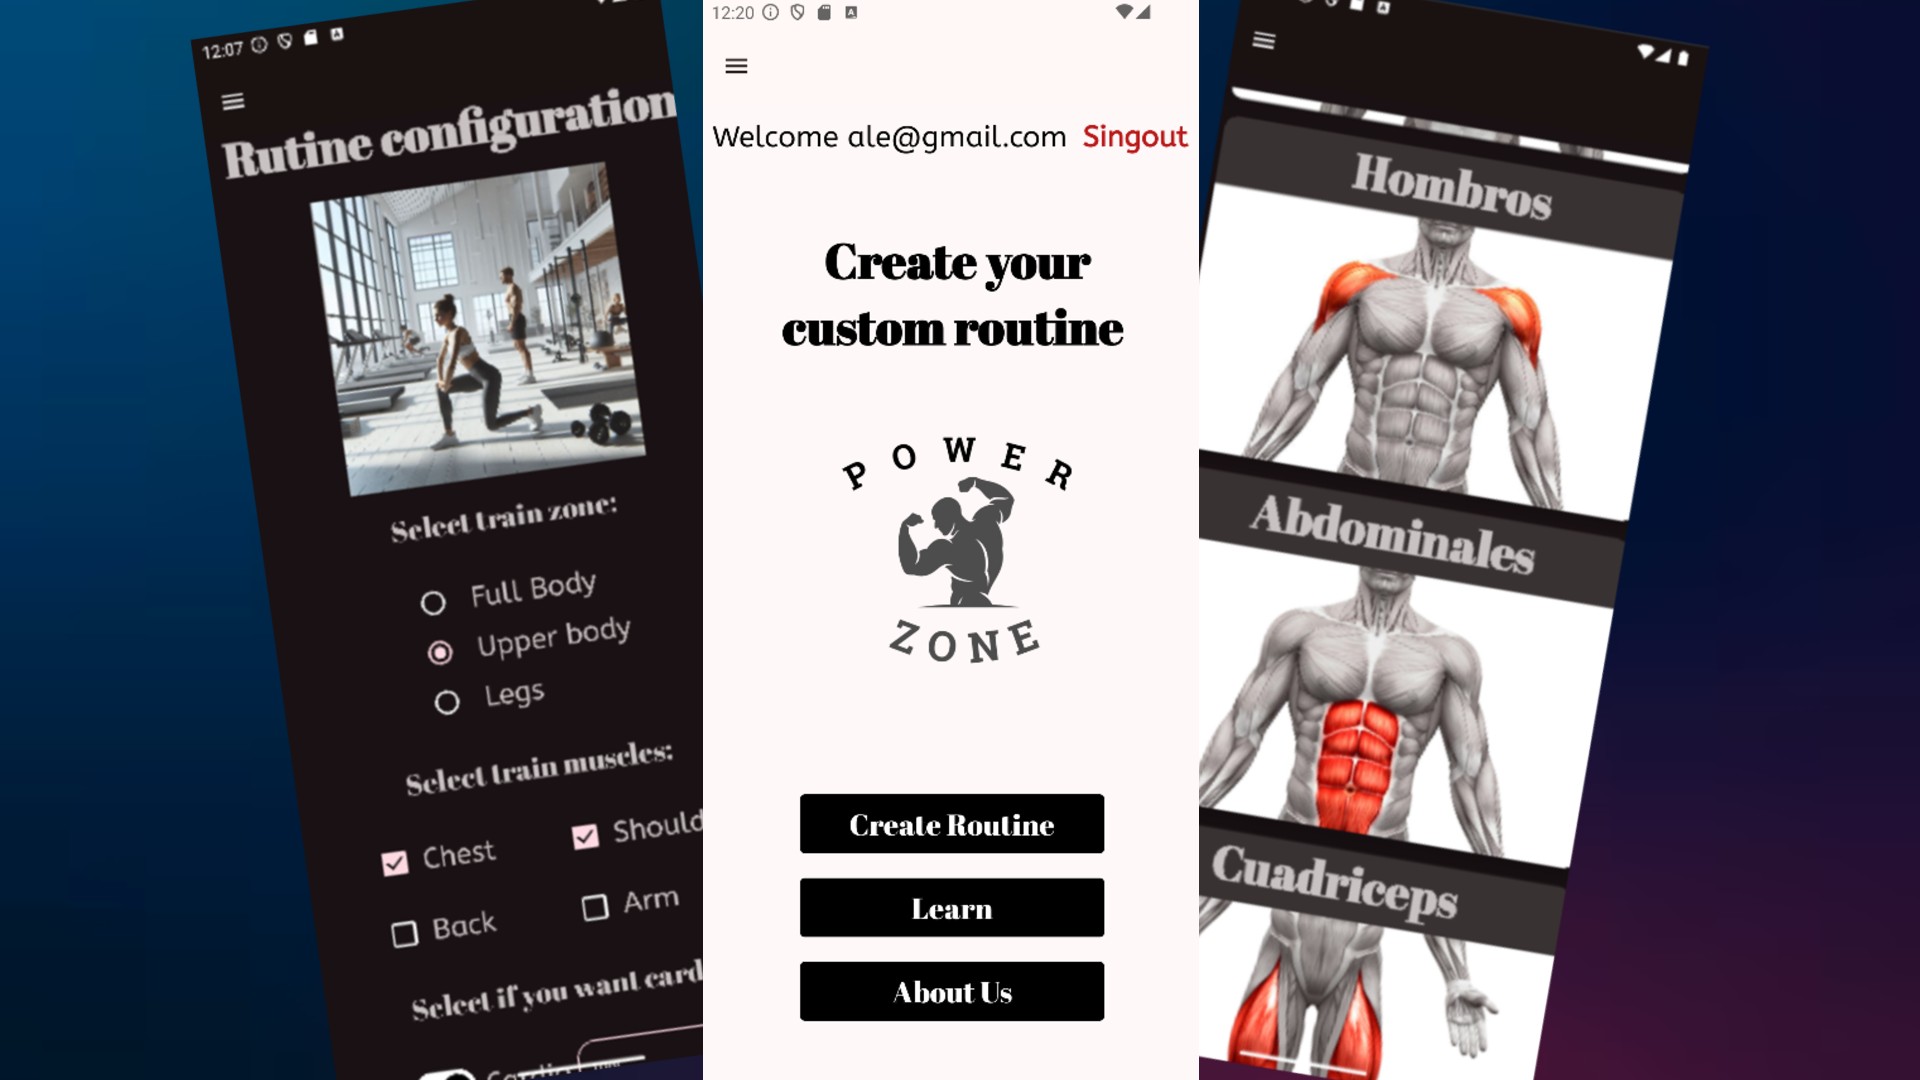 12:07
Rutine configuration
Select train zone:
Full Body
Upper body
Legs
Select train muscles:
Chest
Should
Back
Arm
Select if you want card
12:20
Welcome ale@gmail.com Singout
Create your
custom routine
POWER
ZONE
Create Routine
Learn
About Us
Hombros
Abdominales
Cuadriceps